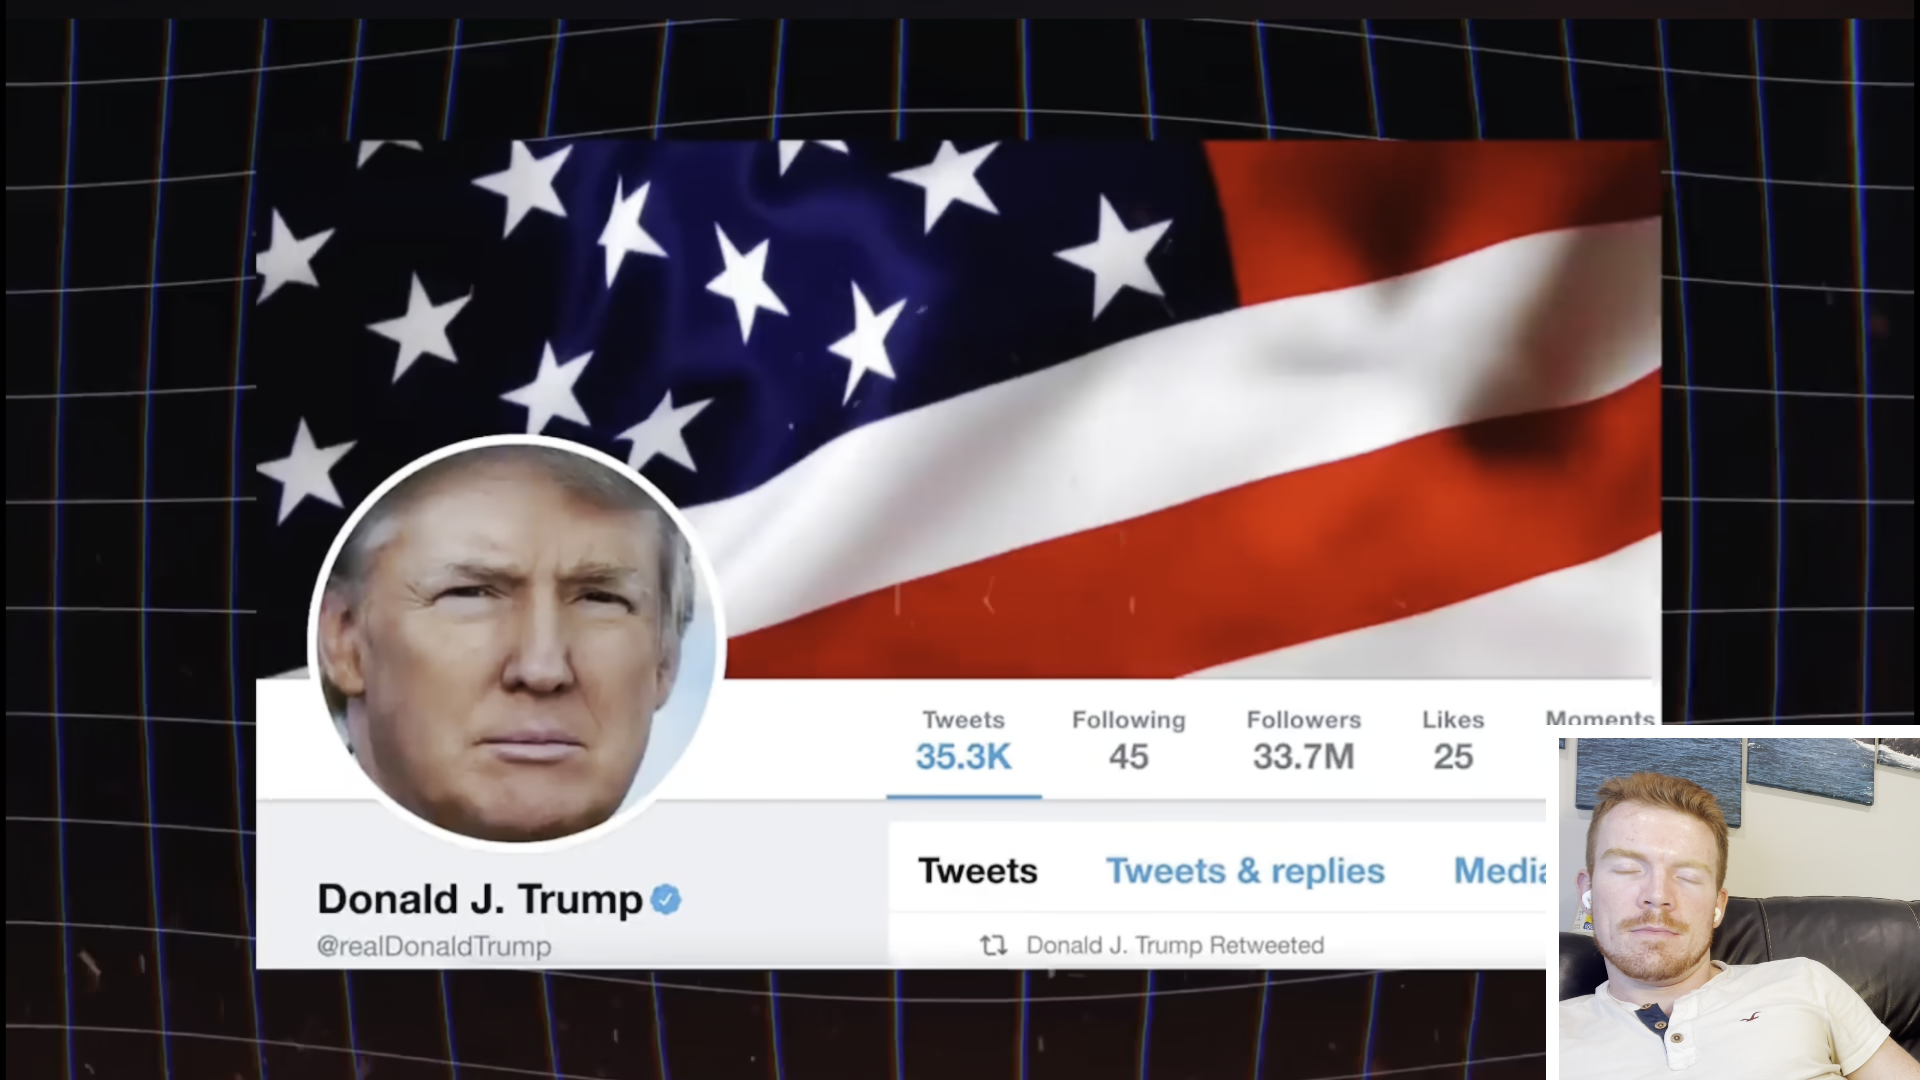 Tweets Following Followers Likes Moments
35.3K 45 33.7M 25
Tweets Tweets & replies
Donald J. Trump
@realDonaldTrump
Donald J. Trump Retweeted